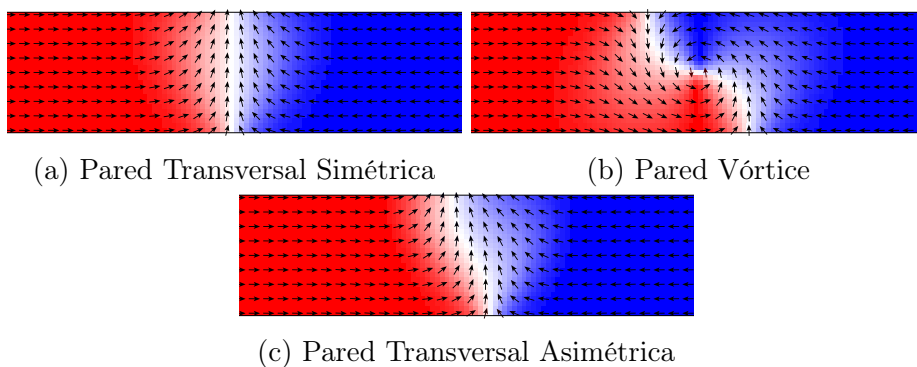 (a) Pared Transversal Simétrica
(b) Pared Vórtice
(c) Pared Transversal Asimétrica